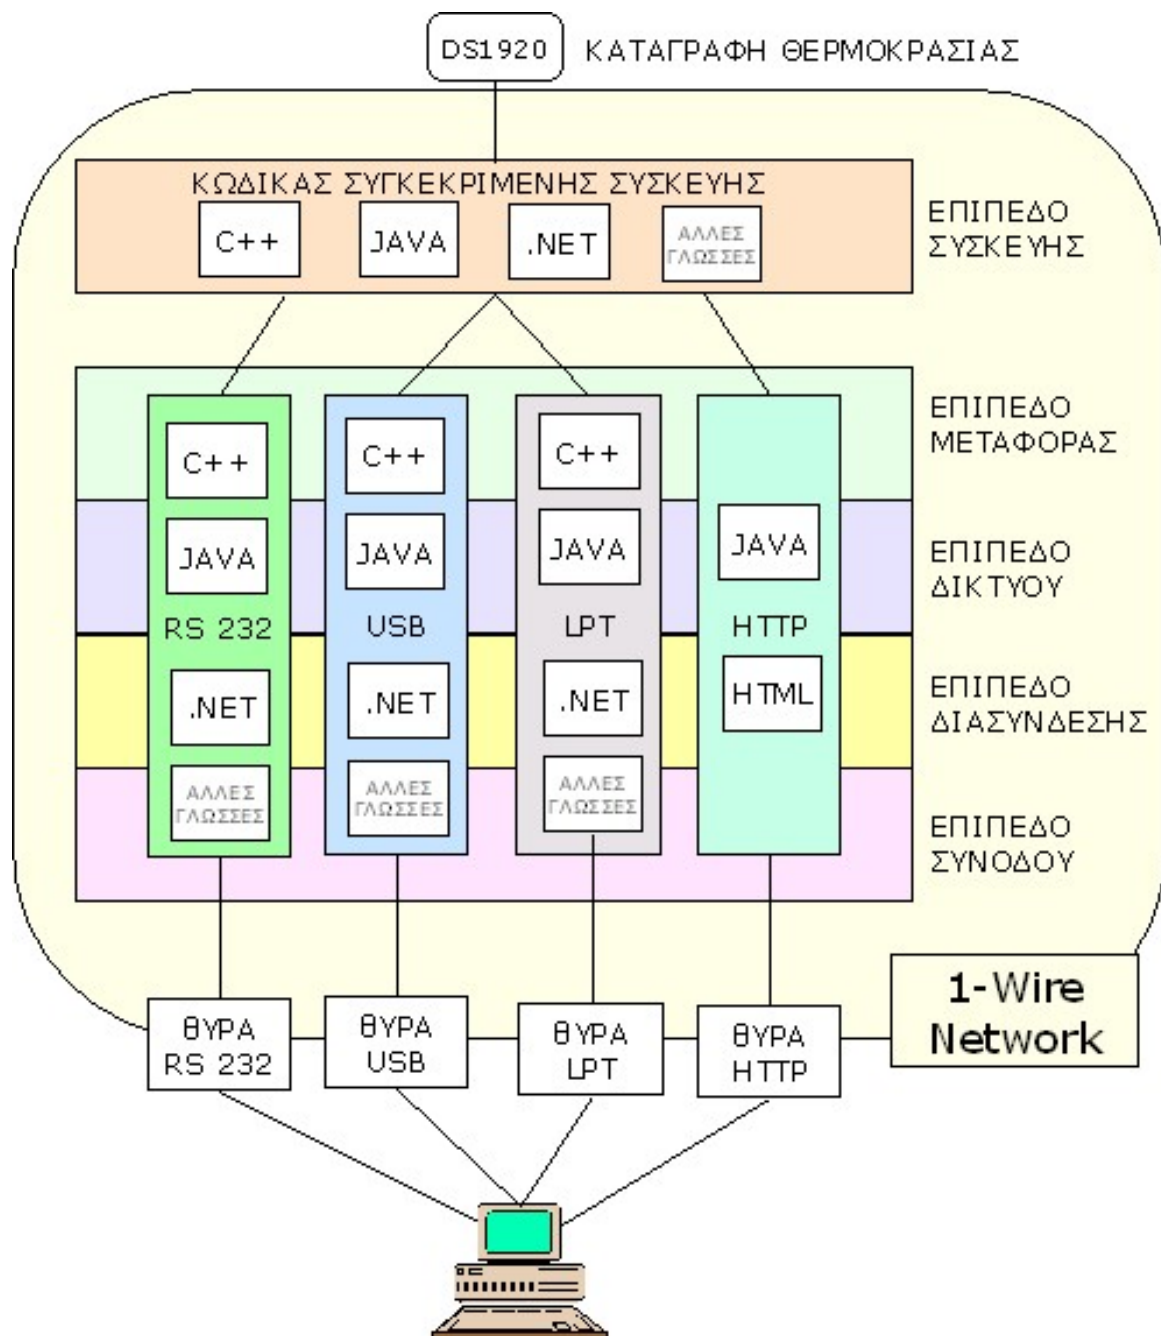 DS1920
ΚΑΤΑΓΡΑΦΗ ΘΕΡΜΟΚΡΑΣΙΑΣ
ΚΩΔΙΚΑΣ ΣΥΓΚΕΚΡΙΜΕΝΗΣ ΣΥΣΚΕΥΗΣ
C++
JAVA
.NET
ΑΛΛΕΣ
ΓΛΩΣΣΕΣ
ΕΠΙΠΕΔΟ
ΣΥΣΚΕΥΗΣ
C++
JAVA
RS 232
.NET
ΑΛΛΕΣ
ΓΛΩΣΣΕΣ
C++
JAVA
USB
.NET
ΑΛΛΕΣ
ΓΛΩΣΣΕΣ
C++
JAVA
LPT
.NET
ΑΛΛΕΣ
ΓΛΩΣΣΕΣ
JAVA
HTTP
HTML
ΕΠΙΠΕΔΟ
ΜΕΤΑΦΟΡΑΣ
ΕΠΙΠΕΔΟ
ΔΙΚΤΥΟΥ
ΕΠΙΠΕΔΟ
ΔΙΑΣΥΝΔΕΣΗΣ
ΕΠΙΠΕΔΟ
ΣΥΝΟΔΟΥ
ΘΥΡΑ
RS 232
ΘΥΡΑ
USB
ΘΥΡΑ
LPT
ΘΥΡΑ
HTTP
1-Wire
Network